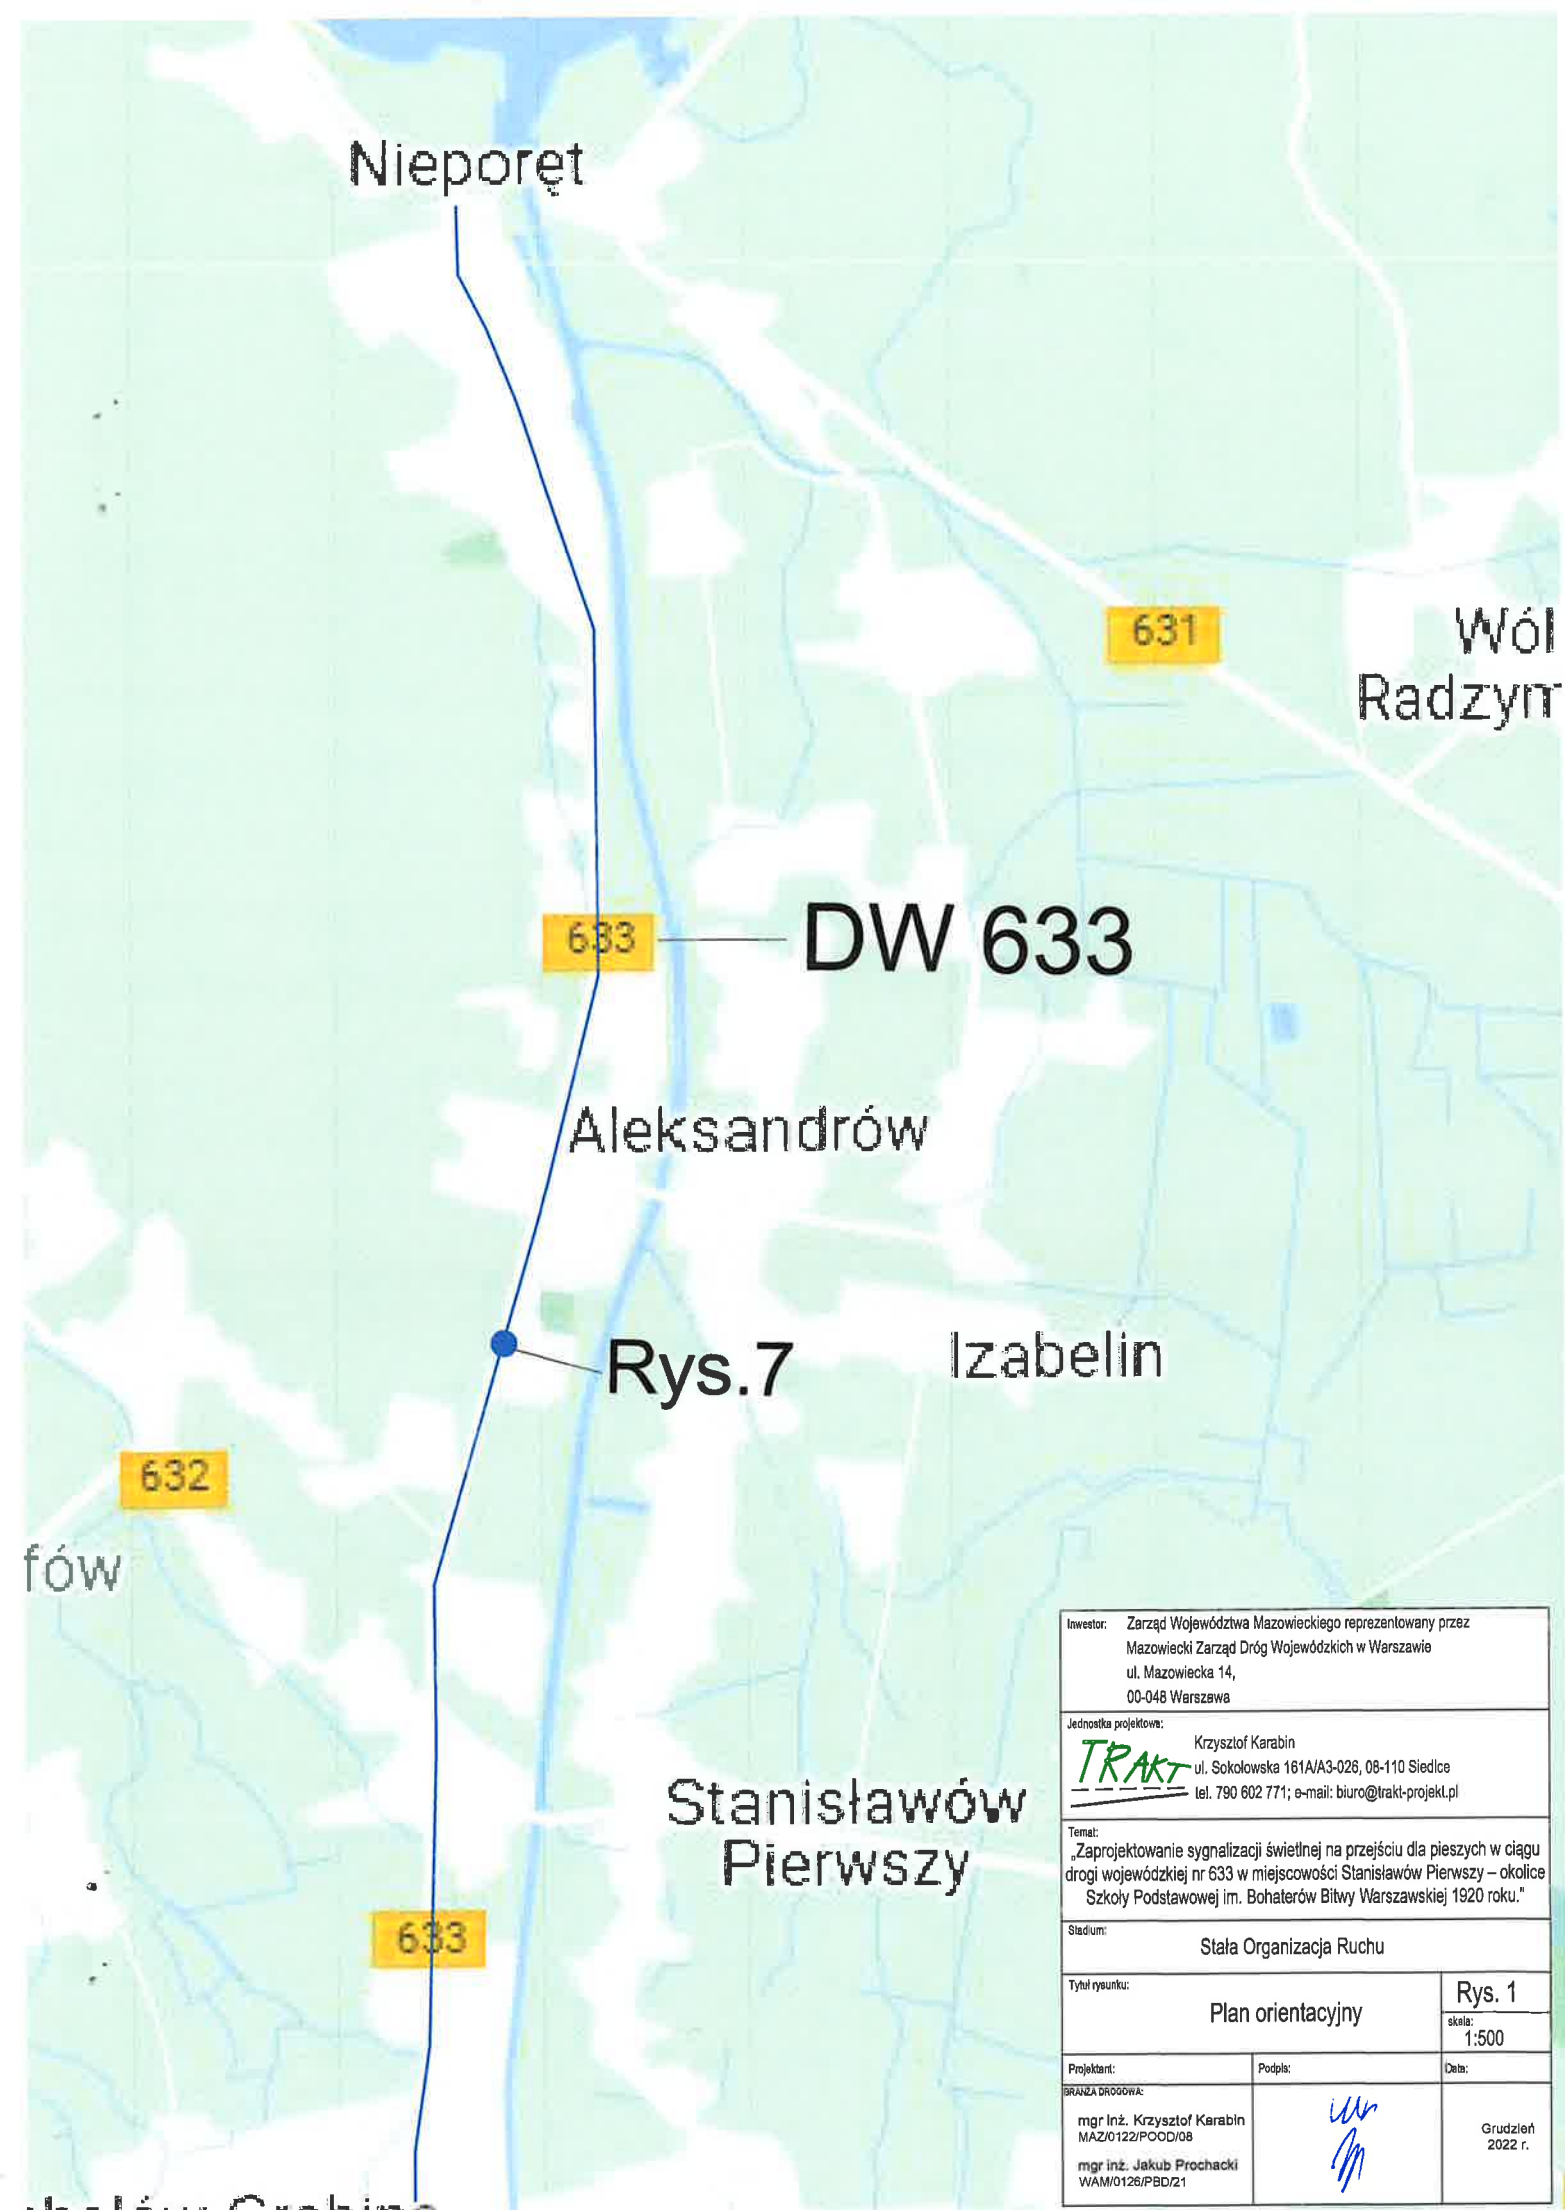 Nieporęt
631
Wól
Radzym
633
DW 633
Aleksandrów
Rys.7
Izabelin
632
fów
Stanisławów
Pierwszy
633
Inwestor: Zarząd Województwa Mazowieckiego reprezentowany przez
Mazowiecki Zarząd Dróg Wojewódzkich w Warszawie
ul. Mazowiecka 14,
00-048 Warszawa
Jednostka projektowa:
TRAKT
Krzysztof Karabin
ul. Sokołowska 161A/A3-026, 08-110 Siedlce
tel. 790 602 771; e-mail: biuro@trakt-projekt.pl
Temat:
„Zaprojektowanie sygnalizacji świetlnej na przejściu dla pieszych w ciągu
drogi wojewódzkiej nr 633 w miejscowości Stanisławów Pierwszy – okolice
Szkoły Podstawowej im. Bohaterów Bitwy Warszawskiej 1920 roku."
Stadium:
Stała Organizacja Ruchu
Tytuł rysunku:
Plan orientacyjny
Rys. 1
skala:
1:500
Projektant: Podpis: Data:
BRANŻA DROGOWA:
mgr inż. Krzysztof Karabin
MAZ/0122/POOD/08
mgr inż. Jakub Prochacki
WAM/0126/PBD/21
Grudzień
2022 r.